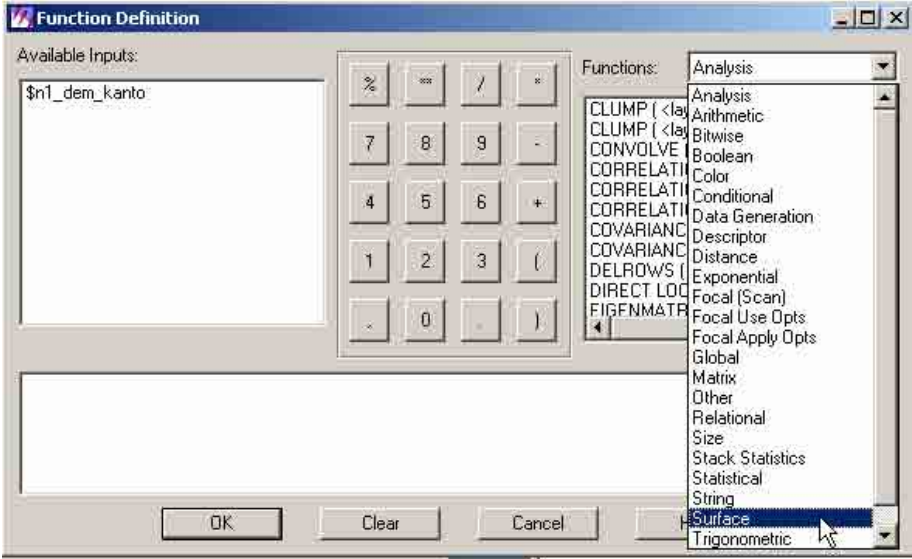 Function Definition
Available Inputs:
$n1_dem_kanto
% ** / *
7 8 9 -
4 5 6 +
1 2 3 (
, 0 . )
Functions: Analysis
CLUMP ( <lay
CLUMP ( <lay
CONVOLVE
CORRELATI
CORRELATI
CORRELATI
COVARIANC
COVARIANC
DELROWS (
DIRECT LOO
EIGENMATR
Analysis
Arithmetic
Bitwise
Boolean
Color
Conditional
Data Generation
Descriptor
Distance
Exponential
Focal (Scan)
Focal Use Opts
Focal Apply Opts
Global
Matrix
Other
Relational
Size
Stack Statistics
Statistical
String
Surface
Trigonometric
OK Clear Cancel H